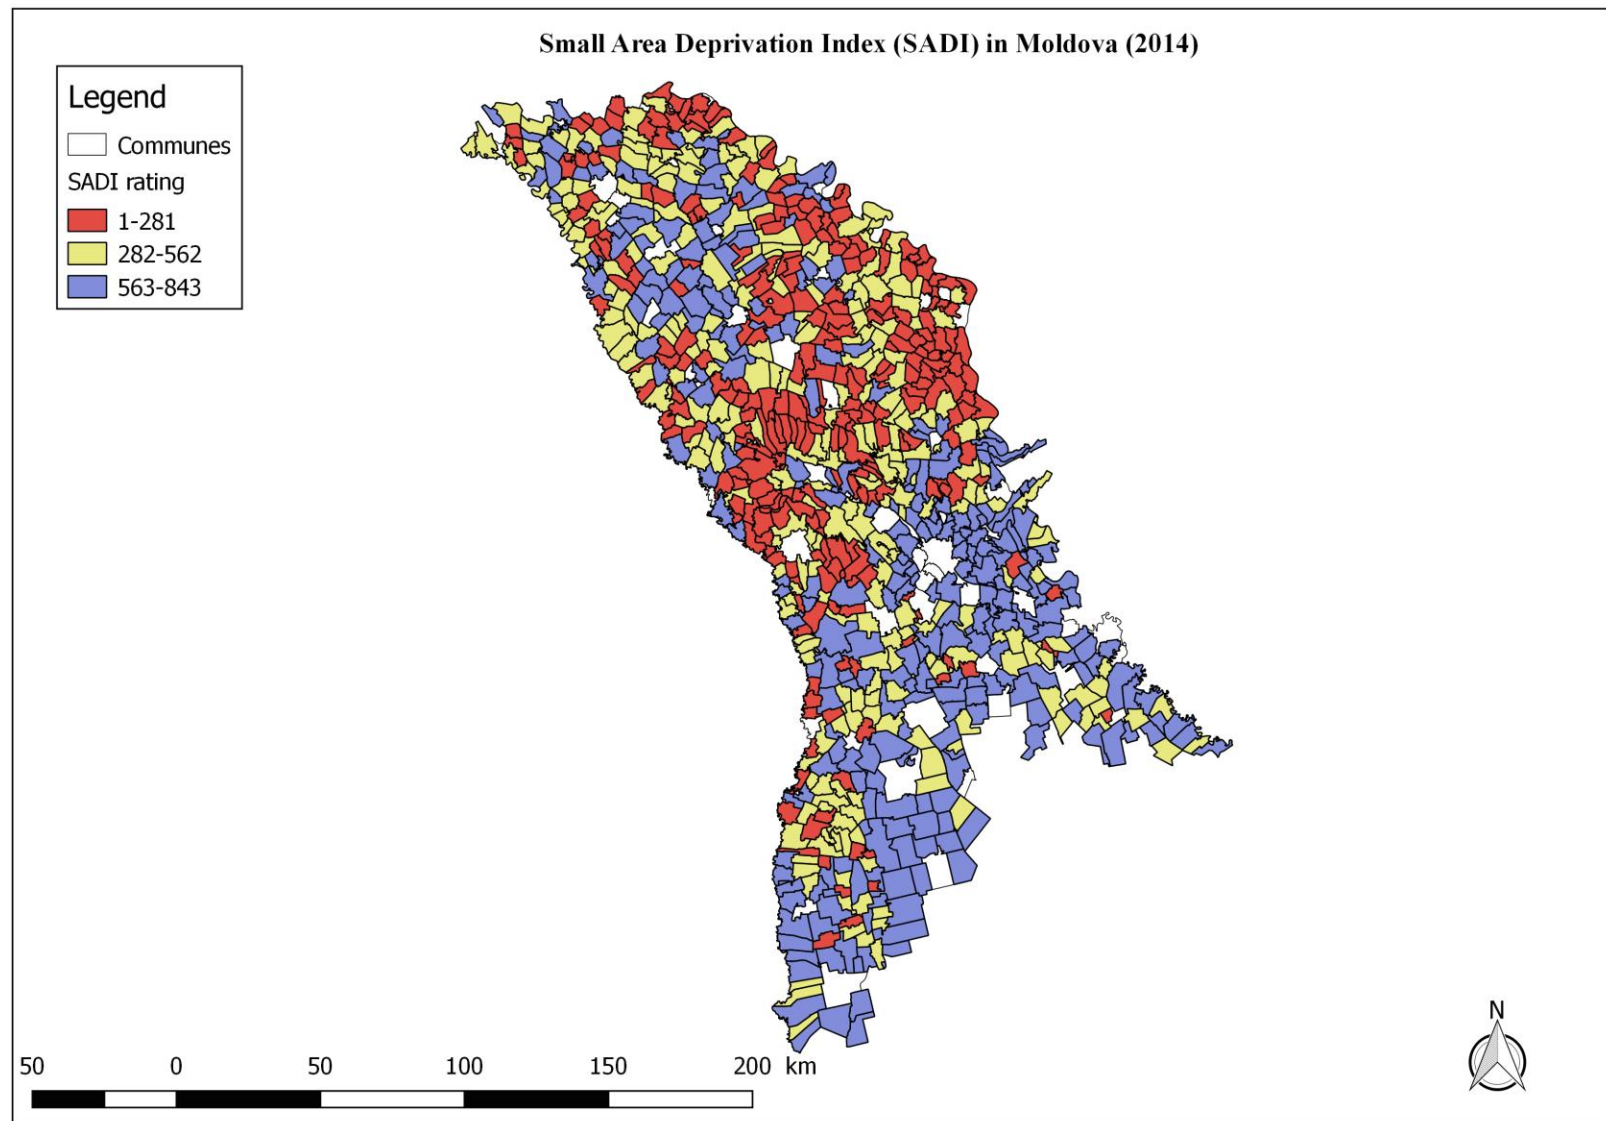 Small Area Deprivation Index (SADI) in Moldova (2014)
Legend
Communes
SADI rating
1-281
282-562
563-843
50 0 50 100 150 200 km
N